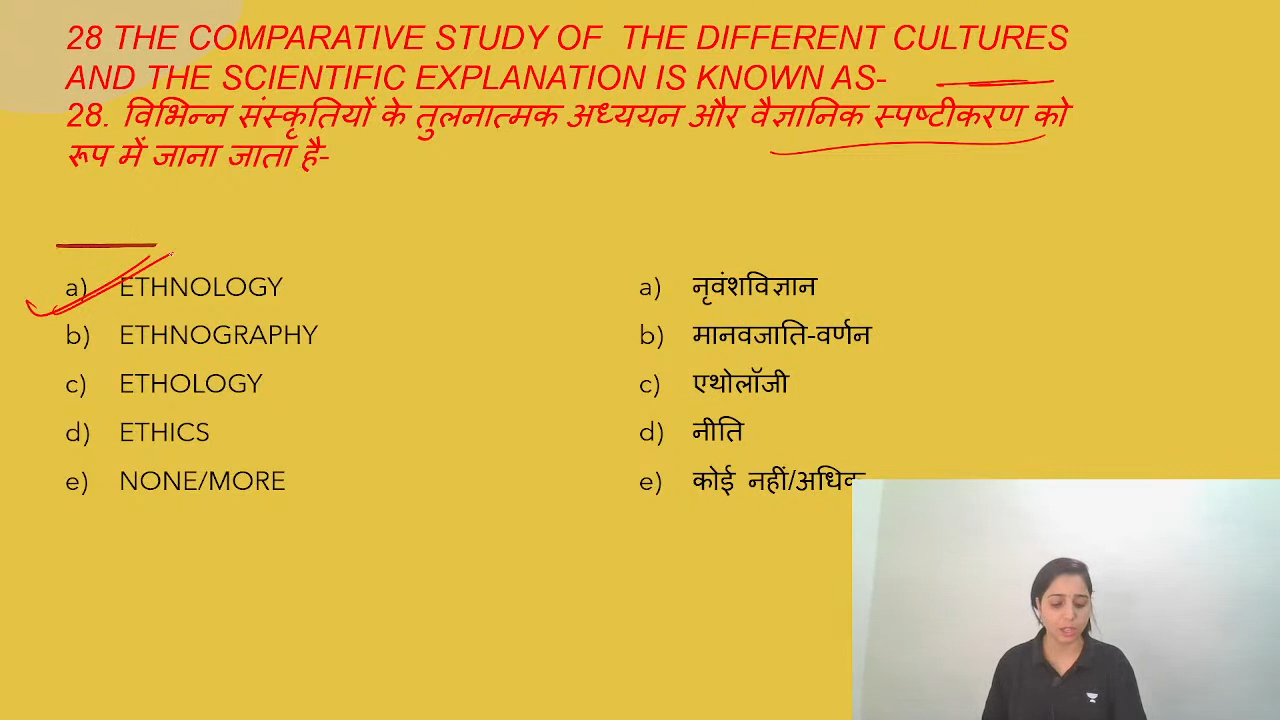 28 THE COMPARATIVE STUDY OF THE DIFFERENT CULTURES
AND THE SCIENTIFIC EXPLANATION IS KNOWN AS-
28. विभिन्न संस्कृतियों के तुलनात्मक अध्ययन और वैज्ञानिक स्पष्टीकरण को
रूप में जाना जाता है-
a) ETHNOLOGY
b) ETHNOGRAPHY
c) ETHOLOGY
d) ETHICS
e) NONE/MORE
a) नृवंशविज्ञान
b) मानवजाति-वर्णन
c) एथोलॉजी
d) नीति
e) कोई नहीं/अधिक